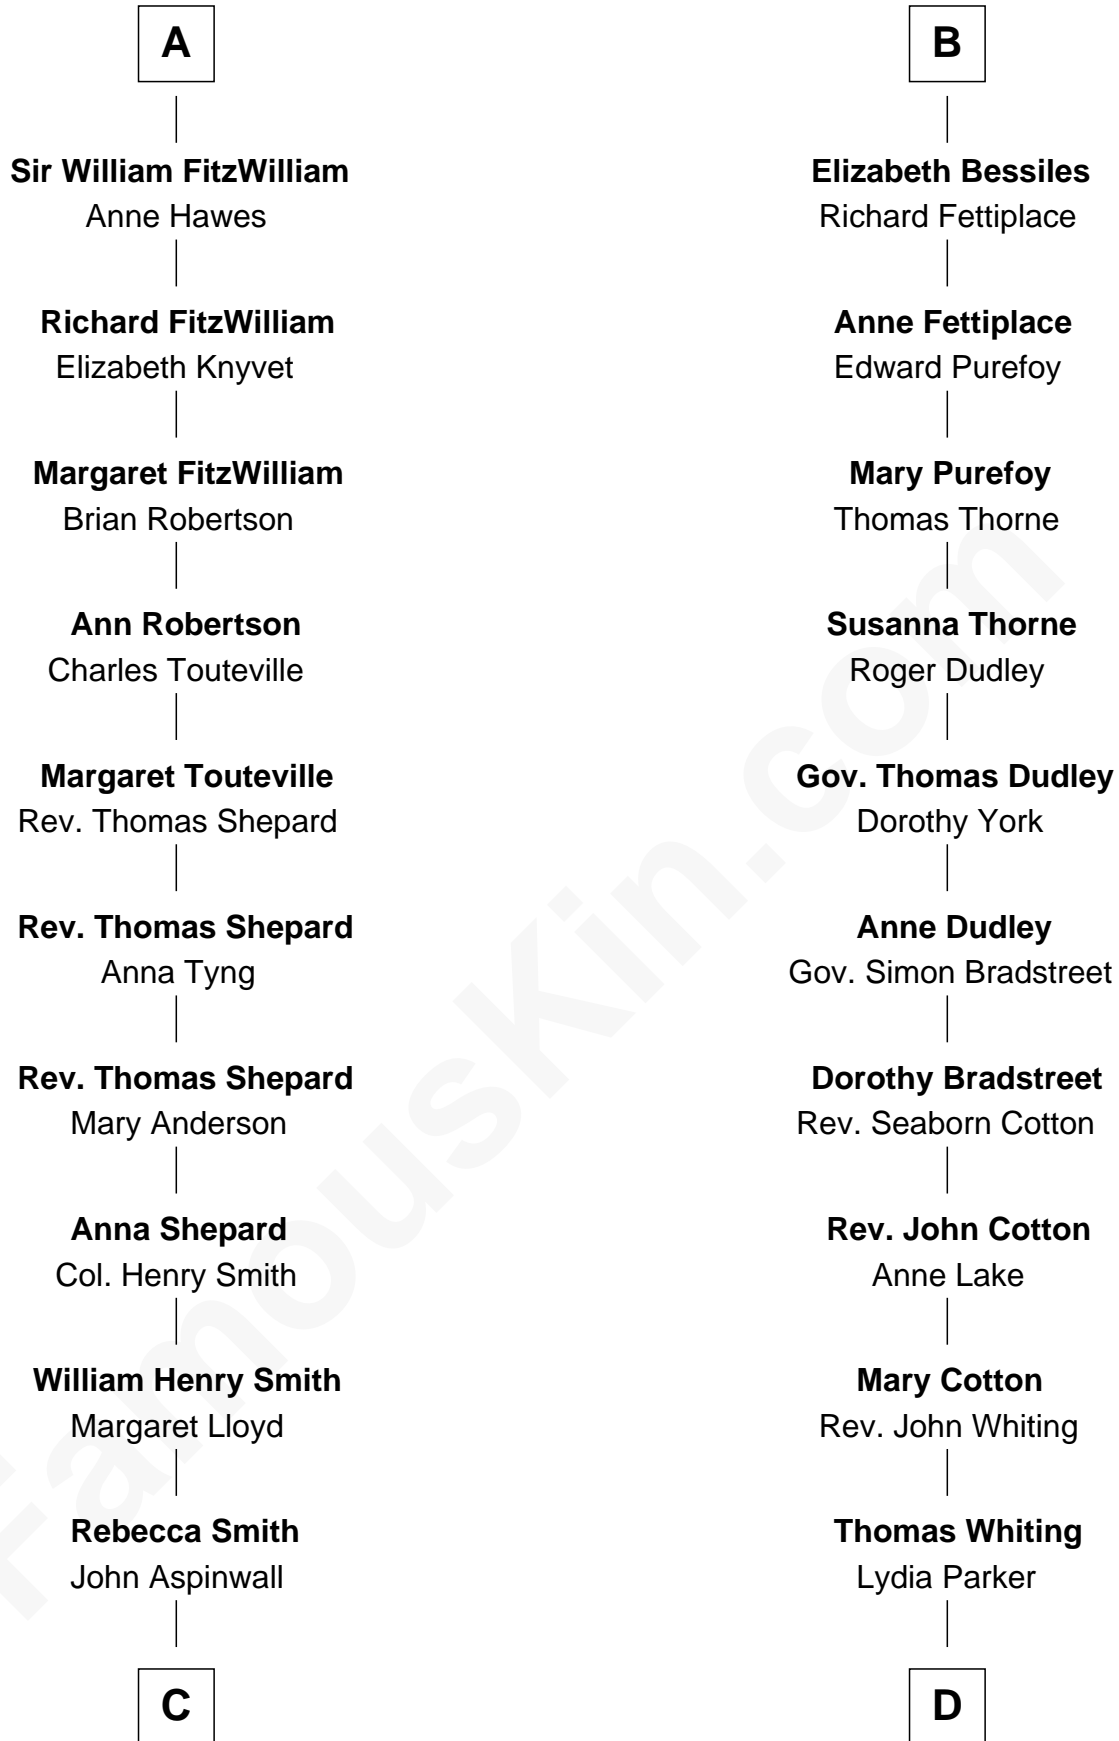 A
Sir William FitzWilliam
Anne Hawes
Richard FitzWilliam
Elizabeth Knyvet
Margaret FitzWilliam
Brian Robertson
Ann Robertson
Charles Touteville
Margaret Touteville
Rev. Thomas Shepard
Rev. Thomas Shepard
Anna Tyng
Rev. Thomas Shepard
Mary Anderson
Anna Shepard
Col. Henry Smith
William Henry Smith
Margaret Lloyd
Rebecca Smith
John Aspinwall
C
B
Elizabeth Bessiles
Richard Fettiplace
Anne Fettiplace
Edward Purefoy
Mary Purefoy
Thomas Thorne
Susanna Thorne
Roger Dudley
Gov. Thomas Dudley
Dorothy York
Anne Dudley
Gov. Simon Bradstreet
Dorothy Bradstreet
Rev. Seaborn Cotton
Rev. John Cotton
Anne Lake
Mary Cotton
Rev. John Whiting
Thomas Whiting
Lydia Parker
D
FamousKin.com